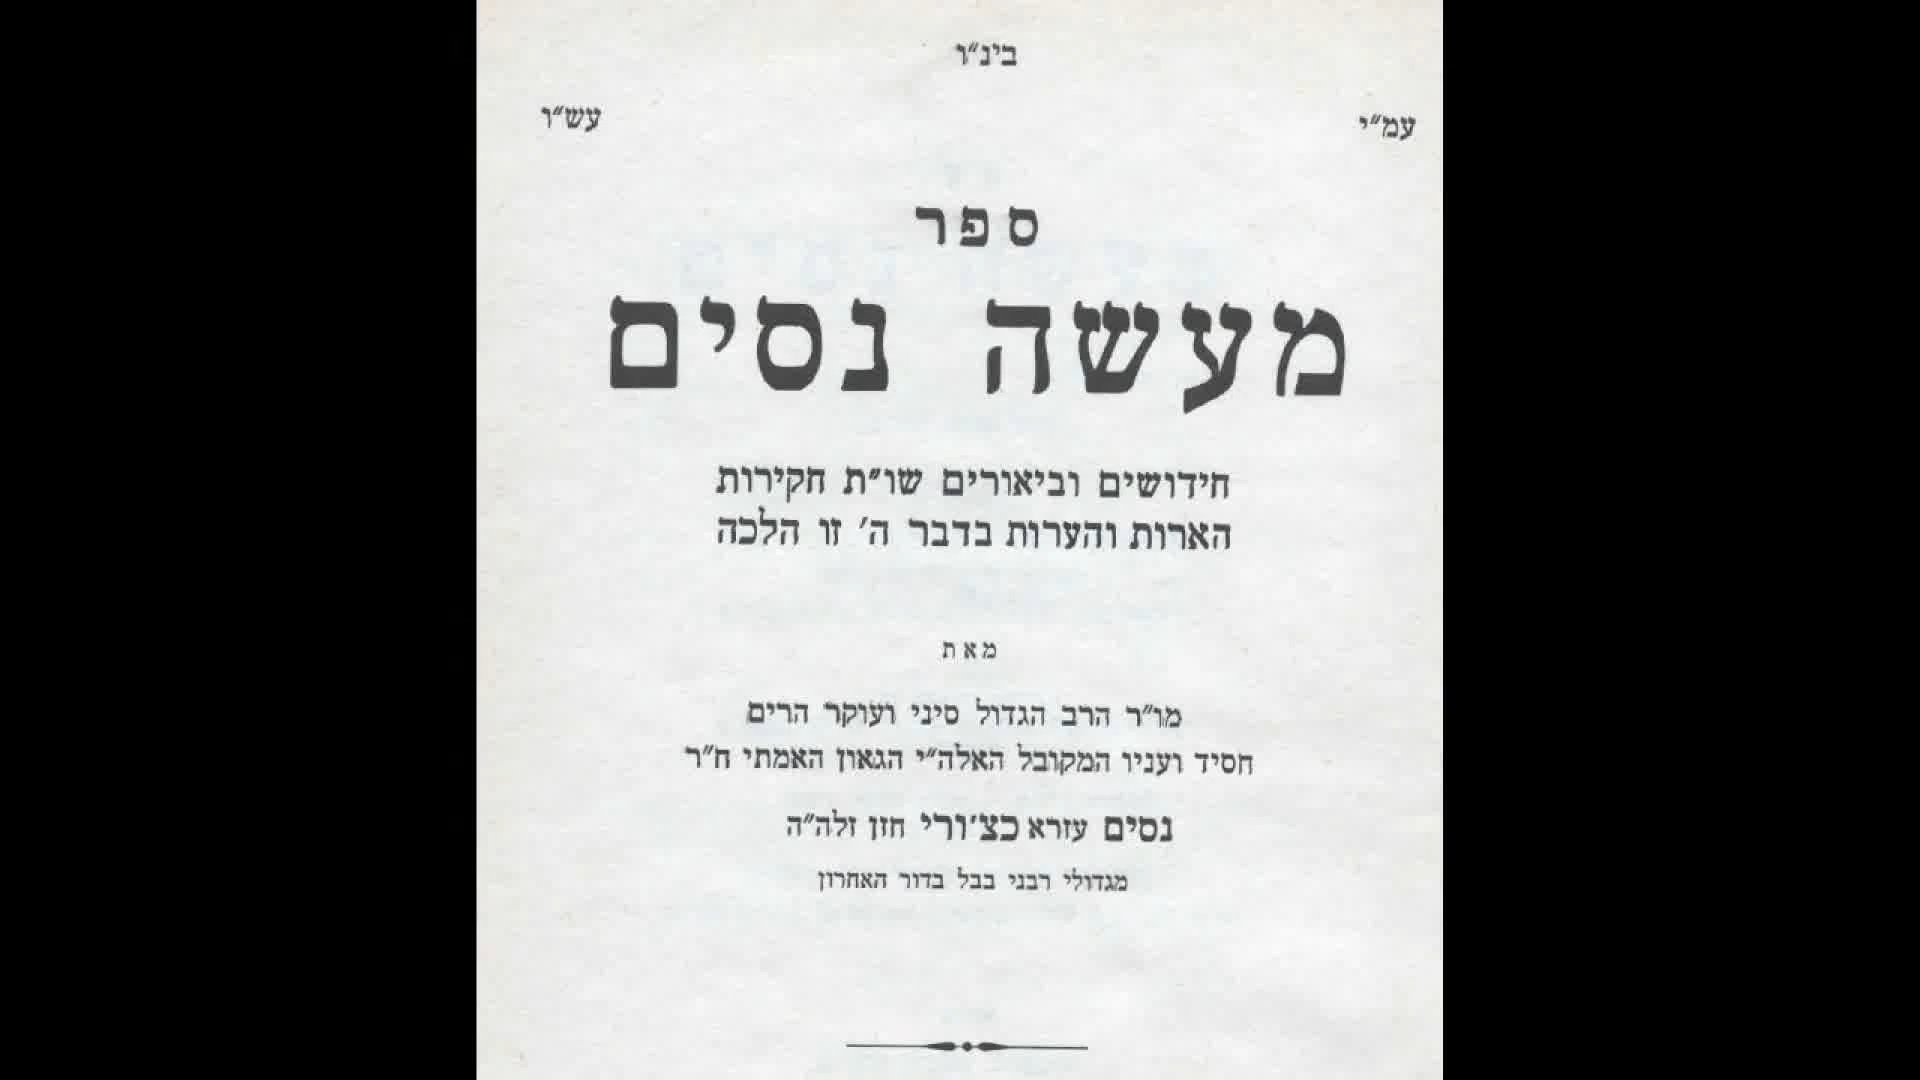 בינ״ו
עמ״י עש״ו
ספר
מעשה נסים
חידושים וביאורים שו״ת חקירות
הארות והערות בדבר ה׳ זו הלכה
מאת
מו״ר הרב הגדול סיני ועוקר הרים
חסיד ועניו המקובל האלה״י הגאון האמתי ח״ר
נסים עזרא כצ׳ורי חזן זלה״ה
מגדולי רבני בבל בדור האחרון